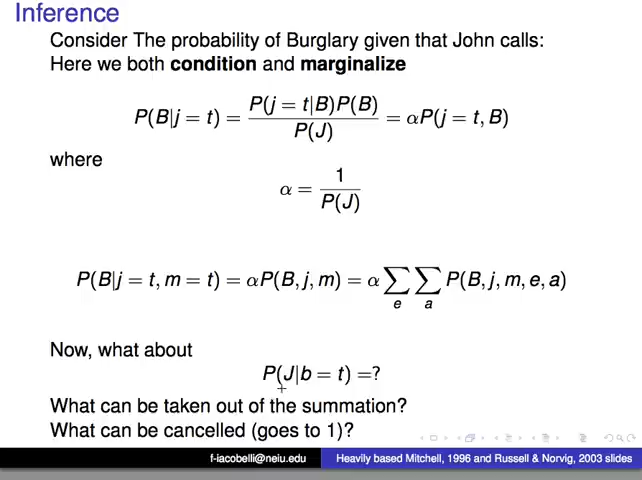 Inference
Consider The probability of Burglary given that John calls:
Here we both condition and marginalize
P(B|j = t) = P(j = t|B)P(B) / P(J) = αP(j = t, B)
where
α = 1 / P(J)
P(B|j = t, m = t) = αP(B, j, m) = α ∑_e ∑_a P(B, j, m, e, a)
Now, what about
P(J|b = t) =?
What can be taken out of the summation?
What can be cancelled (goes to 1)?
f-iacobelli@neiu.edu Heavily based Mitchell, 1996 and Russell & Norvig, 2003 slides